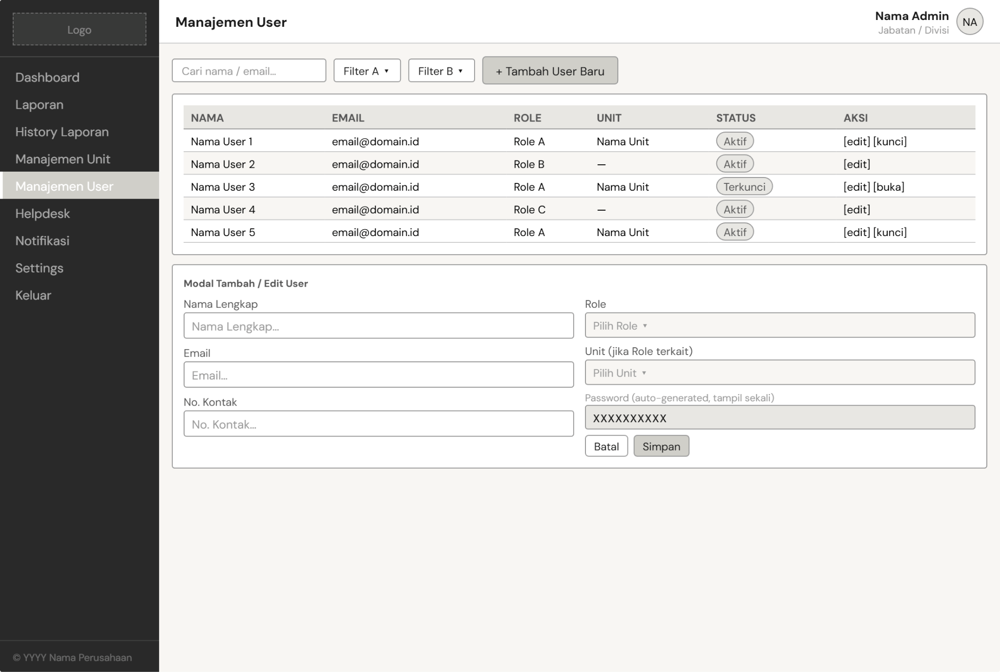 Logo
Dashboard
Laporan
History Laporan
Manajemen Unit
Manajemen User
Helpdesk
Notifikasi
Settings
Keluar
© YYYY Nama Perusahaan
Manajemen User
Nama Admin
Jabatan / Divisi
NA
Cari nama / email... Filter A ▾ Filter B ▾ + Tambah User Baru
NAMA EMAIL ROLE UNIT STATUS AKSI
Nama User 1 email@domain.id Role A Nama Unit Aktif [edit] [kunci]
Nama User 2 email@domain.id Role B — Aktif [edit]
Nama User 3 email@domain.id Role A Nama Unit Terkunci [edit] [buka]
Nama User 4 email@domain.id Role C — Aktif [edit]
Nama User 5 email@domain.id Role A Nama Unit Aktif [edit] [kunci]
Modal Tambah / Edit User
Nama Lengkap
Nama Lengkap...
Email
Email...
No. Kontak
No. Kontak...
Role
Pilih Role ▾
Unit (jika Role terkait)
Pilih Unit ▾
Password (auto-generated, tampil sekali)
XXXXXXXXXX
Batal Simpan